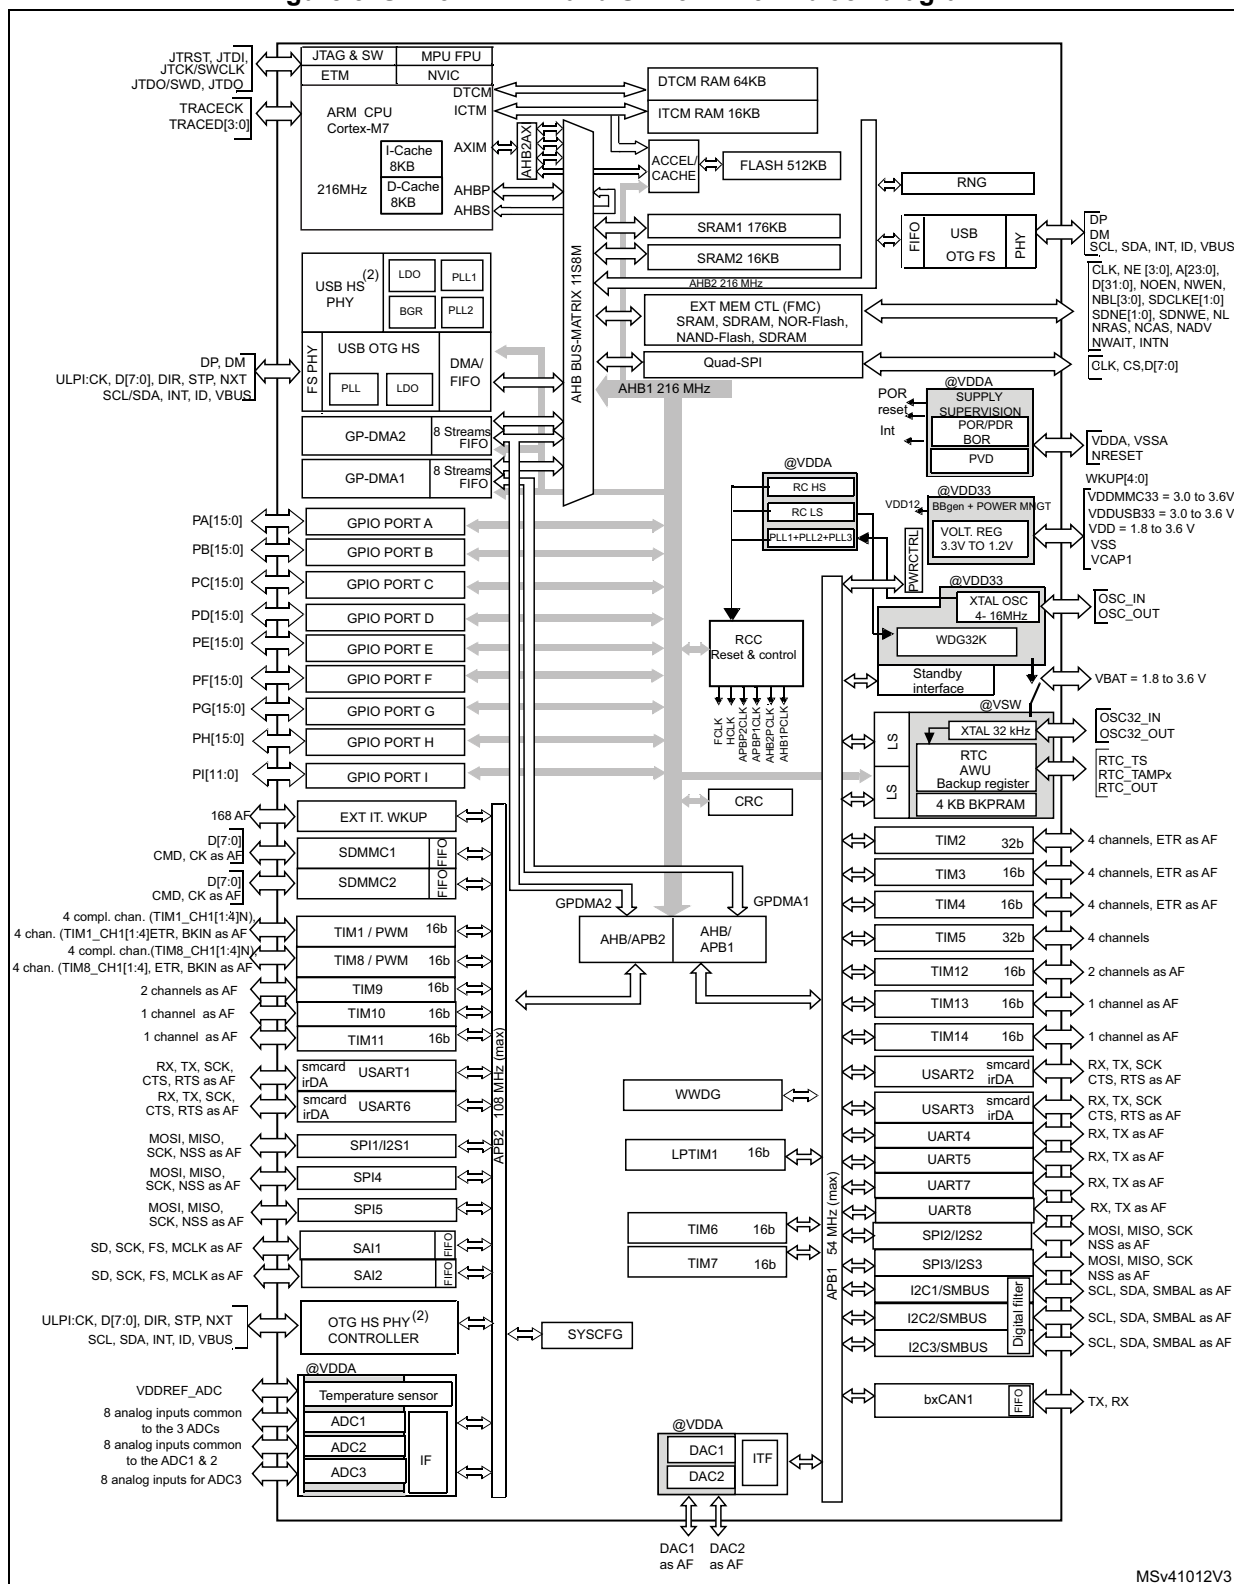 JTRST, JTDI,
JTCK/SWCLK
JTDO/SWD, JTDO
TRACECK
TRACED[3:0]
JTAG & SW
MPU FPU
ETM
NVIC
ARM CPU
Cortex-M7
216MHz
I-Cache
8KB
D-Cache
8KB
DTCM
ICTM
AXIM
AHBP
AHBS
AHB2AX
DTCM RAM 64KB
ITCM RAM 16KB
ACCEL/
CACHE
FLASH 512KB
SRAM1 176KB
SRAM2 16KB
AHB2 216 MHz
EXT MEM CTL (FMC)
SRAM, SDRAM, NOR-Flash,
NAND-Flash, SDRAM
Quad-SPI
AHB BUS-MATRIX 11S8M
AHB1 216 MHz
RNG
FIFO
USB
OTG FS
PHY
DP
DM
SCL, SDA, INT, ID, VBUS
CLK, NE [3:0], A[23:0],
D[31:0], NOEN, NWEN,
NBL[3:0], SDCLKE[1:0]
SDNE[1:0], SDNWE, NL
NRAS, NCAS, NADV
NWAIT, INTN
CLK, CS,D[7:0]
USB HS(2)
PHY
LDO
PLL1
BGR
PLL2
DP, DM
ULPI:CK, D[7:0], DIR, STP, NXT
SCL/SDA, INT, ID, VBUS
FS PHY
USB OTG HS
PLL
LDO
DMA/
FIFO
GP-DMA2
8 Streams
FIFO
GP-DMA1
8 Streams
FIFO
@VDDA
POR
reset
Int
SUPPLY
SUPERVISION
POR/PDR
BOR
PVD
VDDA, VSSA
NRESET
WKUP[4:0]
@VDDA
RC HS
RC LS
PLL1+PLL2+PLL3
@VDD33
VDD12
BBgen + POWER MNGT
VOLT. REG
3.3V TO 1.2V
VDDMMC33 = 3.0 to 3.6V
VDDUSB33 = 3.0 to 3.6 V
VDD = 1.8 to 3.6 V
VSS
VCAP1
PWRCTRL
@VDD33
XTAL OSC
4- 16MHz
OSC_IN
OSC_OUT
WDG32K
Standby
interface
VBAT = 1.8 to 3.6 V
@VSW
LS
LS
XTAL 32 kHz
OSC32_IN
OSC32_OUT
RTC
AWU
Backup register
4 KB BKPRAM
RTC_TS
RTC_TAMPx
RTC_OUT
RCC
Reset & control
FCLK
HCLK
APBP2CLK
APBP1CLK
AHB2PCLK
AHB1PCLK
CRC
PA[15:0]
GPIO PORT A
PB[15:0]
GPIO PORT B
PC[15:0]
GPIO PORT C
PD[15:0]
GPIO PORT D
PE[15:0]
GPIO PORT E
PF[15:0]
GPIO PORT F
PG[15:0]
GPIO PORT G
PH[15:0]
GPIO PORT H
PI[11:0]
GPIO PORT I
168 AF
EXT IT. WKUP
D[7:0]
CMD, CK as AF
SDMMC1
FIFO
D[7:0]
CMD, CK as AF
SDMMC2
FIFO
4 compl. chan. (TIM1_CH1[1:4]N),
4 chan. (TIM1_CH1[1:4]ETR, BKIN as AF
TIM1 / PWM 16b
4 compl. chan.(TIM8_CH1[1:4]N),
4 chan. (TIM8_CH1[1:4], ETR, BKIN as AF
TIM8 / PWM 16b
2 channels as AF
TIM9 16b
1 channel as AF
TIM10 16b
1 channel as AF
TIM11 16b
RX, TX, SCK,
CTS, RTS as AF
smcard
irDA
USART1
RX, TX, SCK,
CTS, RTS as AF
smcard
irDA
USART6
MOSI, MISO,
SCK, NSS as AF
SPI1/I2S1
MOSI, MISO,
SCK, NSS as AF
SPI4
MOSI, MISO,
SCK, NSS as AF
SPI5
SD, SCK, FS, MCLK as AF
SAI1
FIFO
SD, SCK, FS, MCLK as AF
SAI2
FIFO
ULPI:CK, D[7:0], DIR, STP, NXT
SCL, SDA, INT, ID, VBUS
OTG HS PHY(2)
CONTROLLER
APB2 108 MHz (max)
SYSCFG
@VDDA
VDDREF_ADC
Temperature sensor
8 analog inputs common
to the 3 ADCs
ADC1
8 analog inputs common
to the ADC1 & 2
ADC2
8 analog inputs for ADC3
ADC3
IF
GPDMA2
GPDMA1
AHB/APB2
AHB/
APB1
WWDG
LPTIM1 16b
TIM6 16b
TIM7 16b
APB1 54 MHz (max)
@VDDA
DAC1
DAC2
ITF
DAC1
as AF
DAC2
as AF
TIM2 32b
4 channels, ETR as AF
TIM3 16b
4 channels, ETR as AF
TIM4 16b
4 channels, ETR as AF
TIM5 32b
4 channels
TIM12 16b
2 channels as AF
TIM13 16b
1 channel as AF
TIM14 16b
1 channel as AF
USART2
smcard
irDA
RX, TX, SCK
CTS, RTS as AF
USART3
smcard
irDA
RX, TX, SCK
CTS, RTS as AF
UART4
RX, TX as AF
UART5
RX, TX as AF
UART7
RX, TX as AF
UART8
RX, TX as AF
SPI2/I2S2
MOSI, MISO, SCK
NSS as AF
SPI3/I2S3
MOSI, MISO, SCK
NSS as AF
I2C1/SMBUS
SCL, SDA, SMBAL as AF
I2C2/SMBUS
SCL, SDA, SMBAL as AF
I2C3/SMBUS
SCL, SDA, SMBAL as AF
Digital filter
bxCAN1
FIFO
TX, RX
MSv41012V3